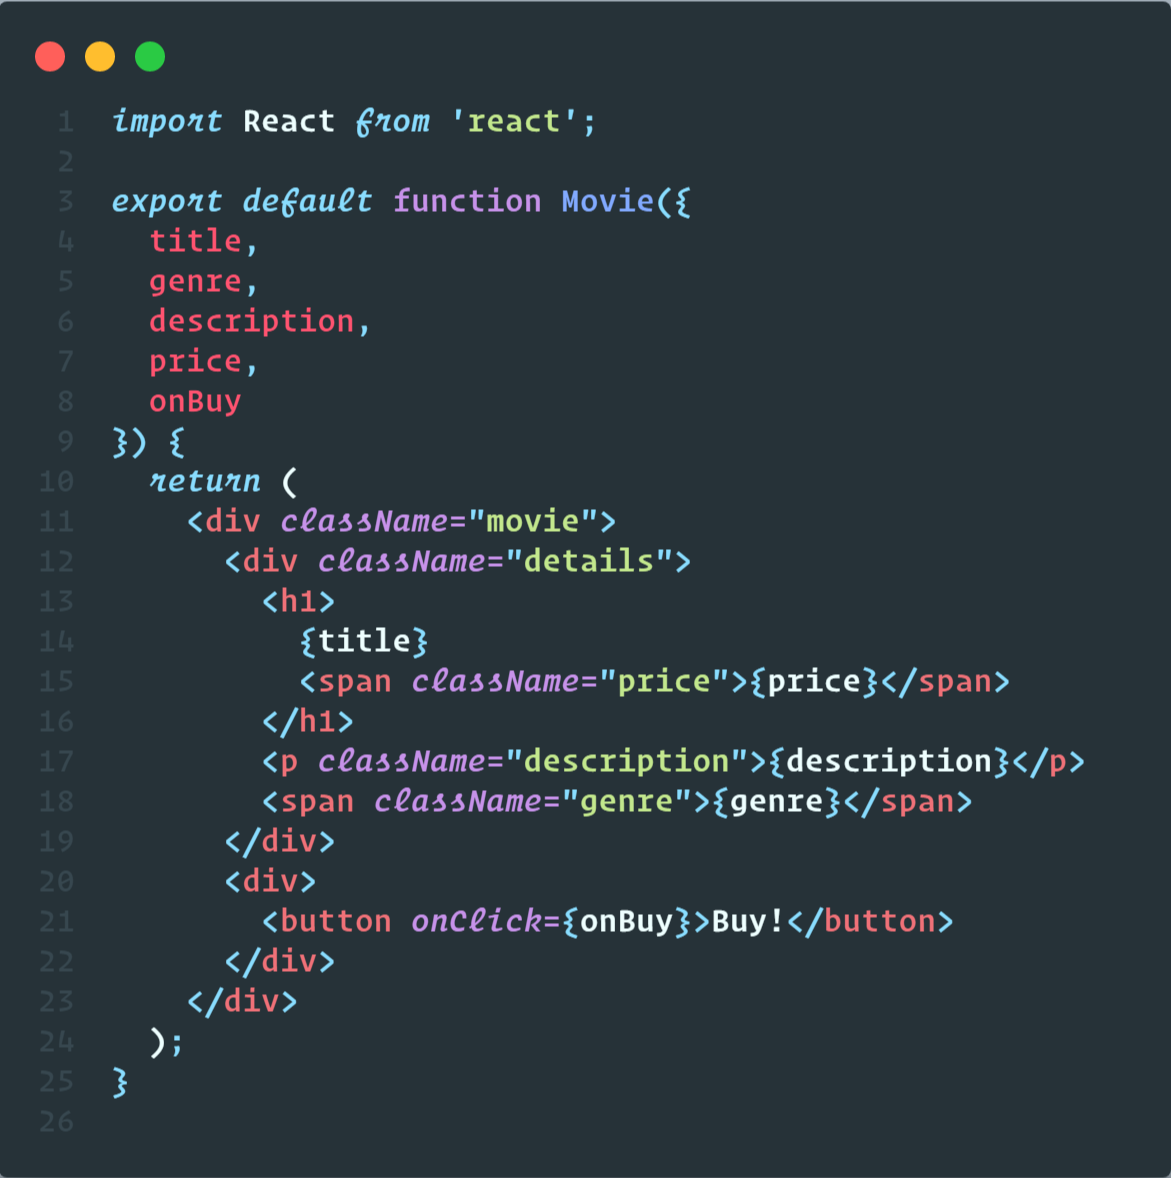 1 import React from 'react';
2
3 export default function Movie({
4   title,
5   genre,
6   description,
7   price,
8   onBuy
9 }) {
10   return (
11     <div className="movie">
12       <div className="details">
13         <h1>
14           {title}
15           <span className="price">{price}</span>
16         </h1>
17         <p className="description">{description}</p>
18         <span className="genre">{genre}</span>
19       </div>
20       <div>
21         <button onClick={onBuy}>Buy!</button>
22       </div>
23     </div>
24   );
25 }
26